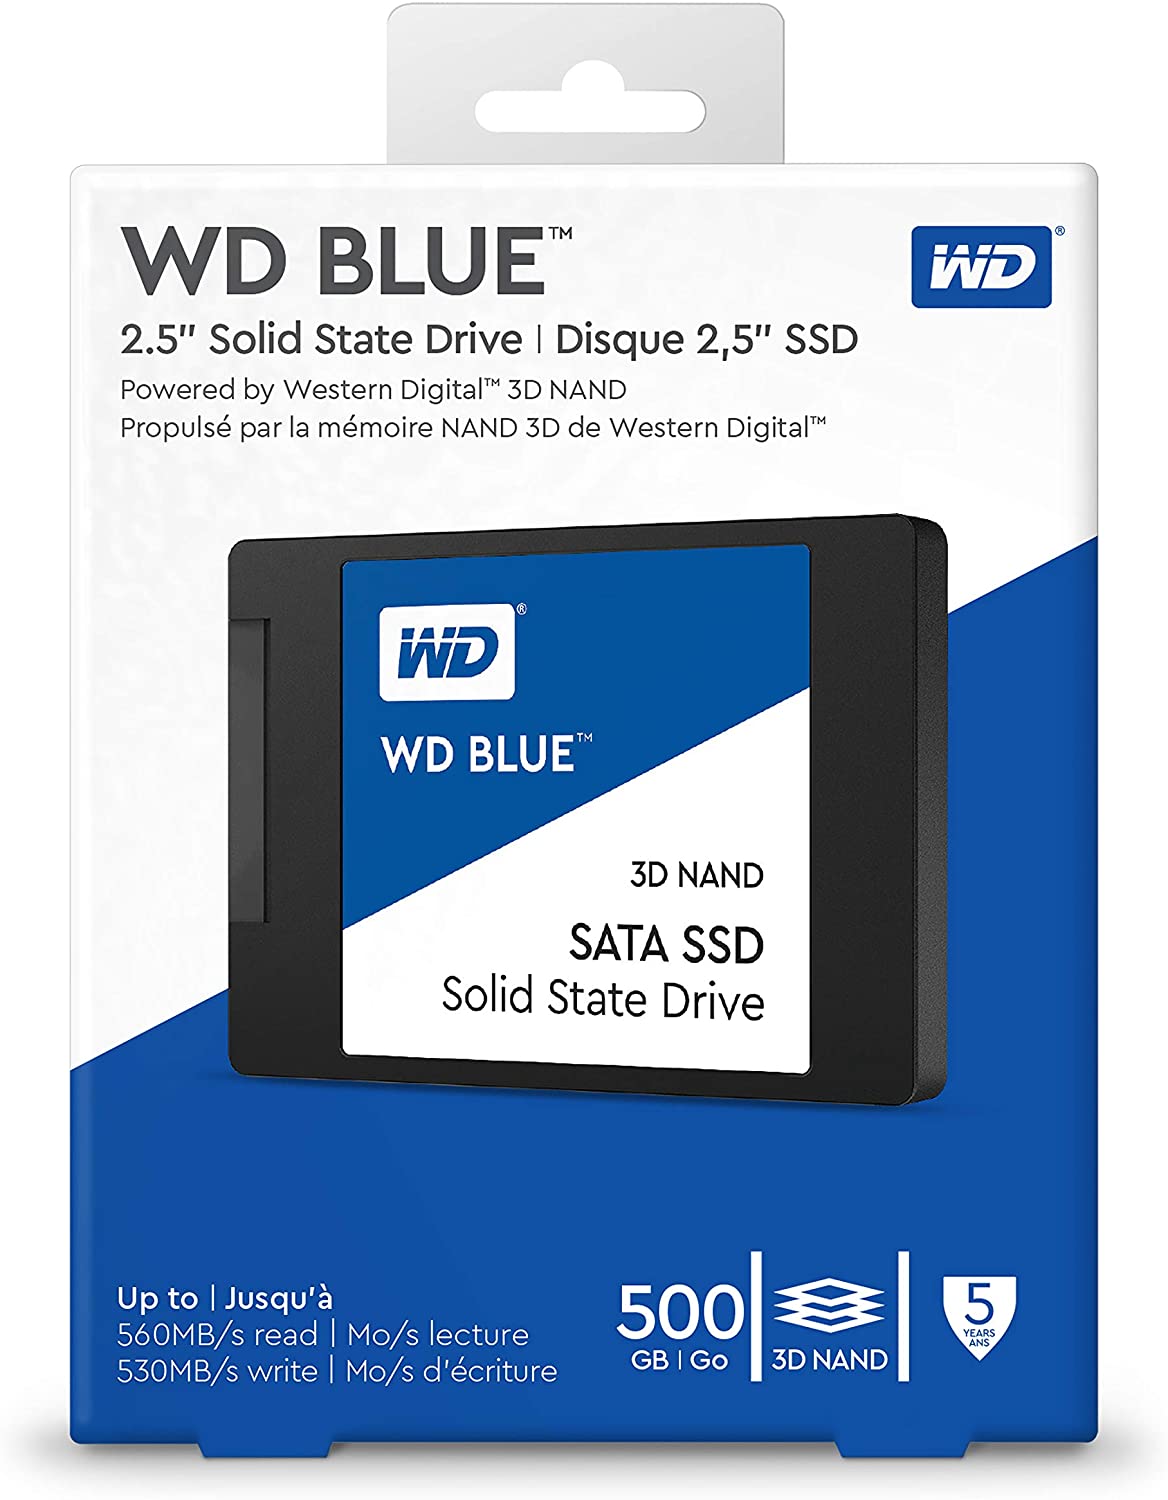 WD BLUE™
WD®
2.5" Solid State Drive | Disque 2,5" SSD
Powered by Western Digital™ 3D NAND
Propulsé par la mémoire NAND 3D de Western Digital™
WD®
WD BLUE™
3D NAND
SATA SSD
Solid State Drive
Up to | Jusqu'à
560MB/s read | Mo/s lecture
530MB/s write | Mo/s d'écriture
500
GB | Go
3D NAND
5
YEARS
ANS